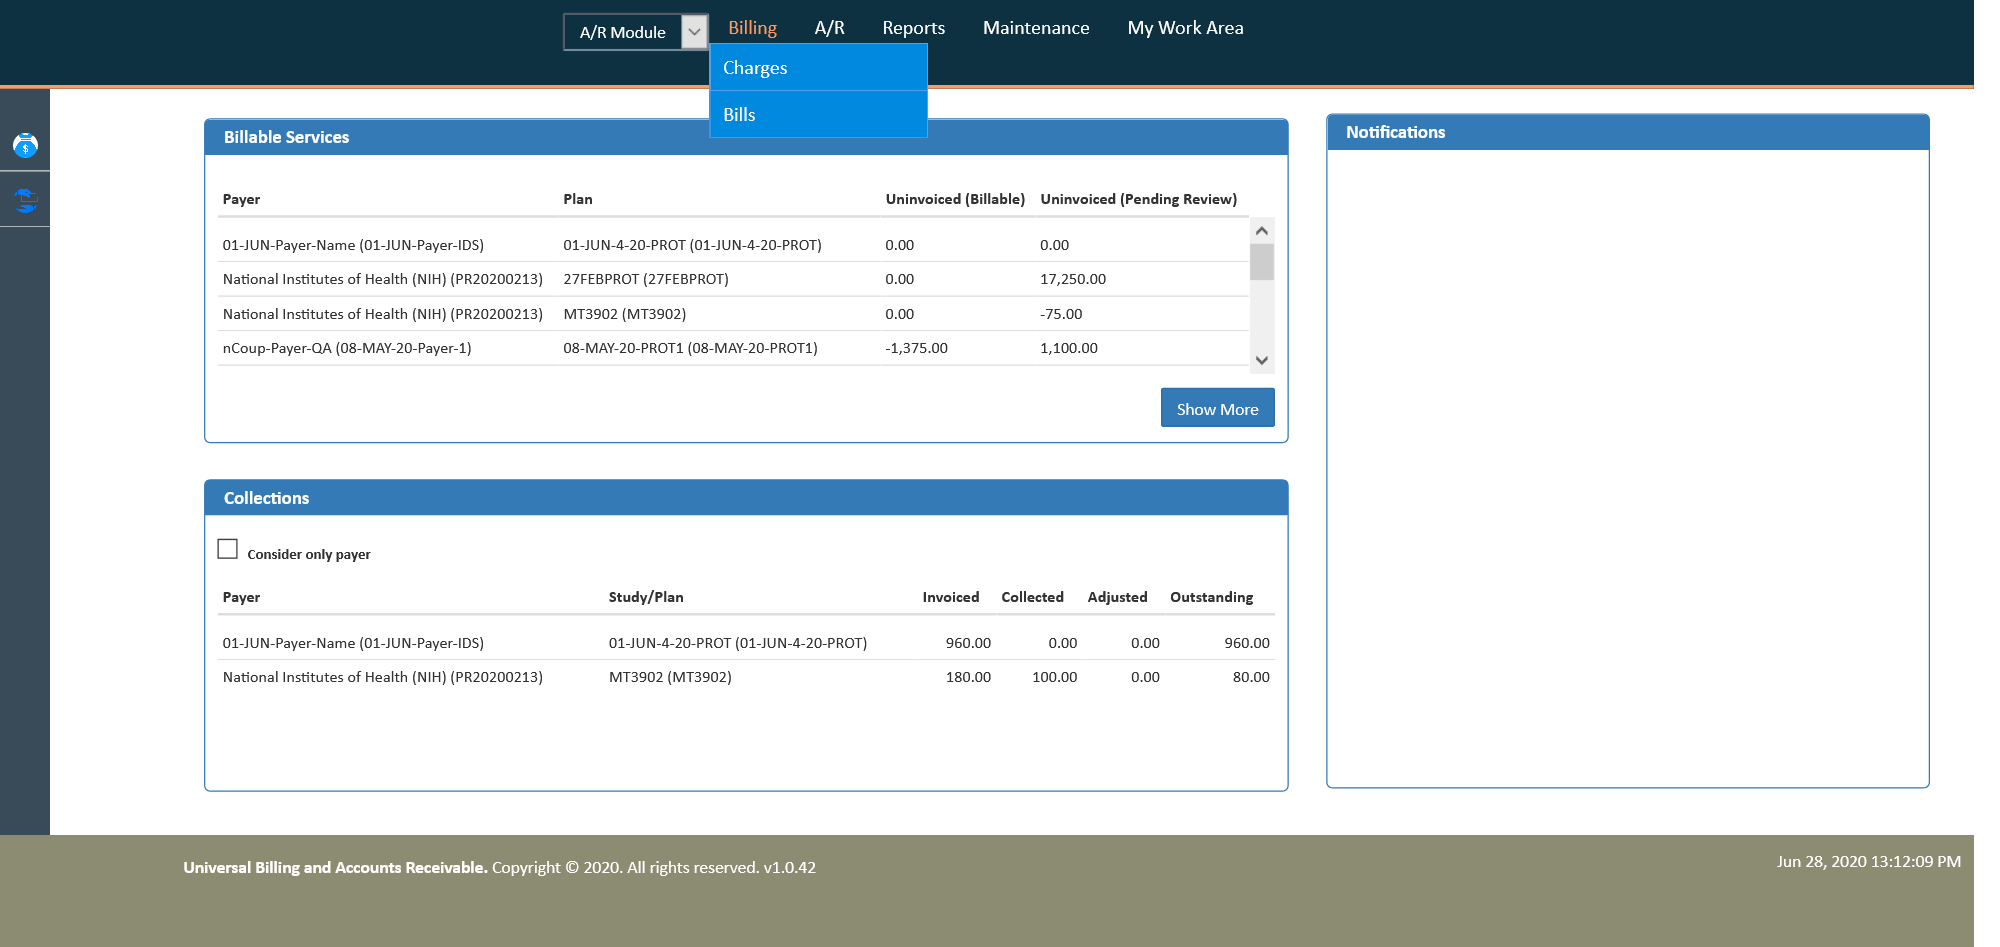 A/R Module
Billing A/R Reports Maintenance My Work Area
Charges
Bills
Billable Services
Payer Plan Uninvoiced (Billable) Uninvoiced (Pending Review)
01-JUN-Payer-Name (01-JUN-Payer-IDS) 01-JUN-4-20-PROT (01-JUN-4-20-PROT) 0.00 0.00
National Institutes of Health (NIH) (PR20200213) 27FEBPROT (27FEBPROT) 0.00 17,250.00
National Institutes of Health (NIH) (PR20200213) MT3902 (MT3902) 0.00 -75.00
nCoup-Payer-QA (08-MAY-20-Payer-1) 08-MAY-20-PROT1 (08-MAY-20-PROT1) -1,375.00 1,100.00
Show More
Collections
Consider only payer
Payer Study/Plan Invoiced Collected Adjusted Outstanding
01-JUN-Payer-Name (01-JUN-Payer-IDS) 01-JUN-4-20-PROT (01-JUN-4-20-PROT) 960.00 0.00 0.00 960.00
National Institutes of Health (NIH) (PR20200213) MT3902 (MT3902) 180.00 100.00 0.00 80.00
Notifications
Universal Billing and Accounts Receivable. Copyright © 2020. All rights reserved. v1.0.42
Jun 28, 2020 13:12:09 PM